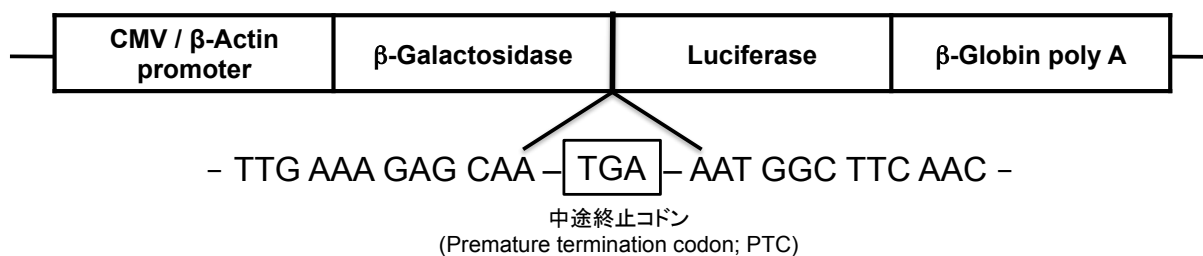 CMV / β-Actin promoter
β-Galactosidase
Luciferase
β-Globin poly A
– TTG AAA GAG CAA – TGA – AAT GGC TTC AAC –
中途終止コドン
(Premature termination codon; PTC)